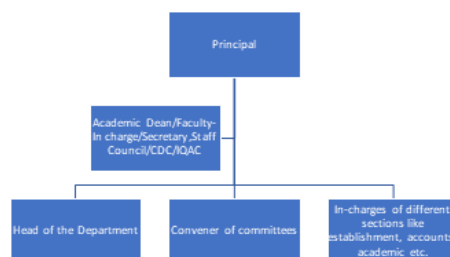 Principal
Academic Dean/Faculty-
In charge/Secretary,Staff
Council/CDC/IQAC
Head of the Department
Convener of committees
In-charges of different
sections like
establishment, accounts,
academic etc.